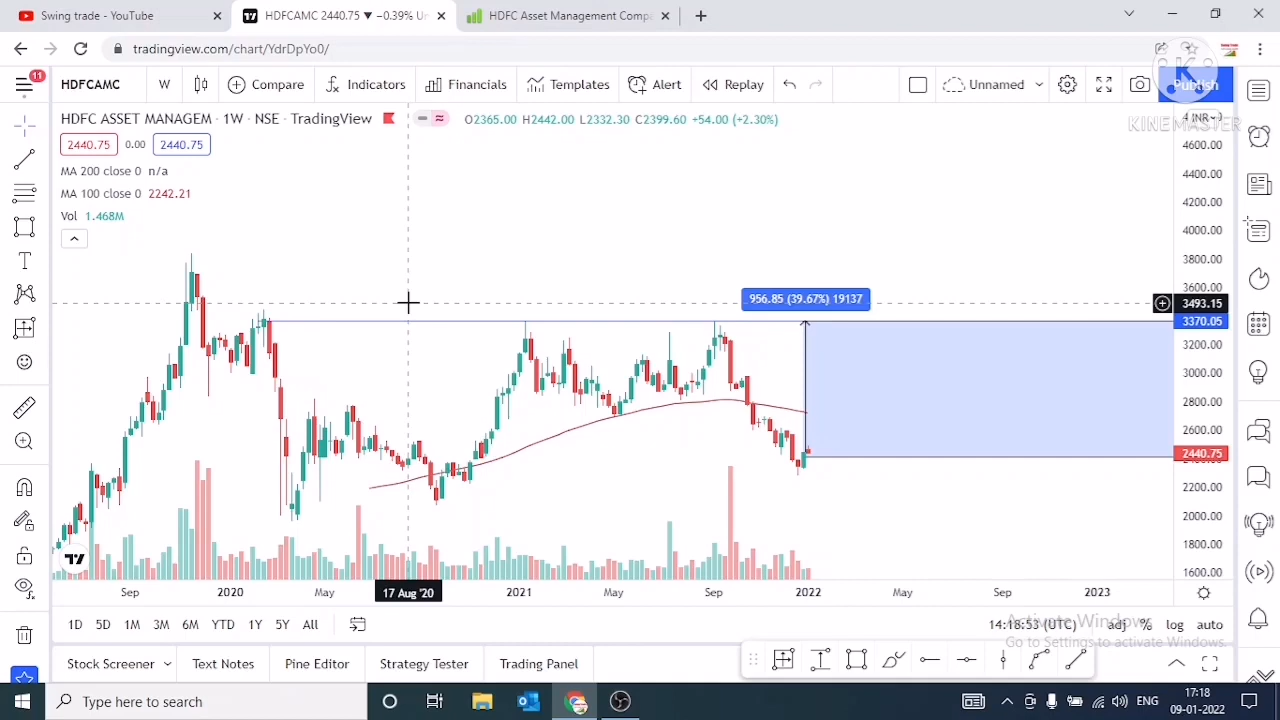 Swing trade - YouTube
HDFCAMC 2440.75 ▼ −0.39% Un
HDFC Asset Management Compa
tradingview.com/chart/YdrDpYo0/
11
HDFCAMC
W
Compare
Indicators
Financials
Templates
Alert
Replay
Unnamed
Publish
K
KINEMASTER
HDFC ASSET MANAGEM · 1W · NSE · TradingView
O2365.00 H2442.00 L2332.30 C2399.60 +54.00 (+2.30%)
INR
2440.75 0.00 2440.75
MA 200 close 0 n/a
MA 100 close 0 2242.21
Vol 1.468M
4600.00
4400.00
4200.00
4000.00
3800.00
3600.00
3493.15
3370.05
3200.00
3000.00
2800.00
2600.00
2440.75
2200.00
2000.00
1800.00
1600.00
956.85 (39.67%) 19137
Sep 2020 May 17 Aug '20 2021 May Sep 2022 May Sep 2023
1D 5D 1M 3M 6M YTD 1Y 5Y All
14:18:53 (UTC) adj % log auto
Activate Windows
Go to Settings to activate Windows.
Stock Screener Text Notes Pine Editor Strategy Tester Trading Panel
Type here to search
ENG
17:18
09-01-2022